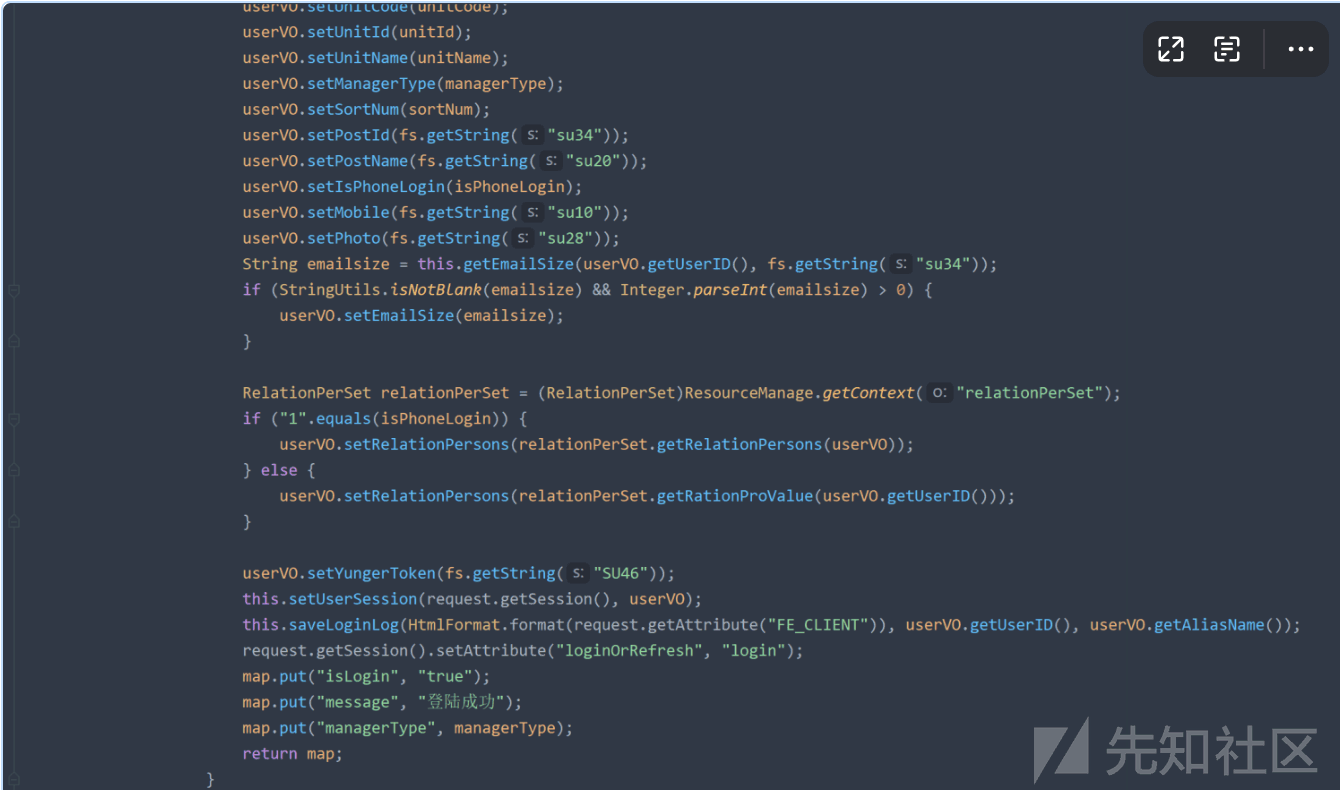 userVO.setUnitCode(unitCode);
userVO.setUnitId(unitId);
userVO.setUnitName(unitName);
userVO.setManagerType(managerType);
userVO.setSortNum(sortNum);
userVO.setPostId(fs.getString( s: "su34"));
userVO.setPostName(fs.getString( s: "su20"));
userVO.setIsPhoneLogin(isPhoneLogin);
userVO.setMobile(fs.getString( s: "su10"));
userVO.setPhoto(fs.getString( s: "su28"));
String emailsize = this.getEmailSize(userVO.getUserID(), fs.getString( s: "su34"));
if (StringUtils.isNotBlank(emailsize) && Integer.parseInt(emailsize) > 0) {
userVO.setEmailSize(emailsize);
}
RelationPerSet relationPerSet = (RelationPerSet)ResourceManage.getContext( o: "relationPerSet");
if ("1".equals(isPhoneLogin)) {
userVO.setRelationPersons(relationPerSet.getRelationPersons(userVO));
} else {
userVO.setRelationPersons(relationPerSet.getRationProValue(userVO.getUserID()));
}
userVO.setYungerToken(fs.getString( s: "SU46"));
this.setUserSession(request.getSession(), userVO);
this.saveLoginLog(HtmlFormat.format(request.getAttribute("FE_CLIENT")), userVO.getUserID(), userVO.getAliasName());
request.getSession().setAttribute("loginOrRefresh", "login");
map.put("isLogin", "true");
map.put("message", "登陆成功");
map.put("managerType", managerType);
return map;
}
先知社区